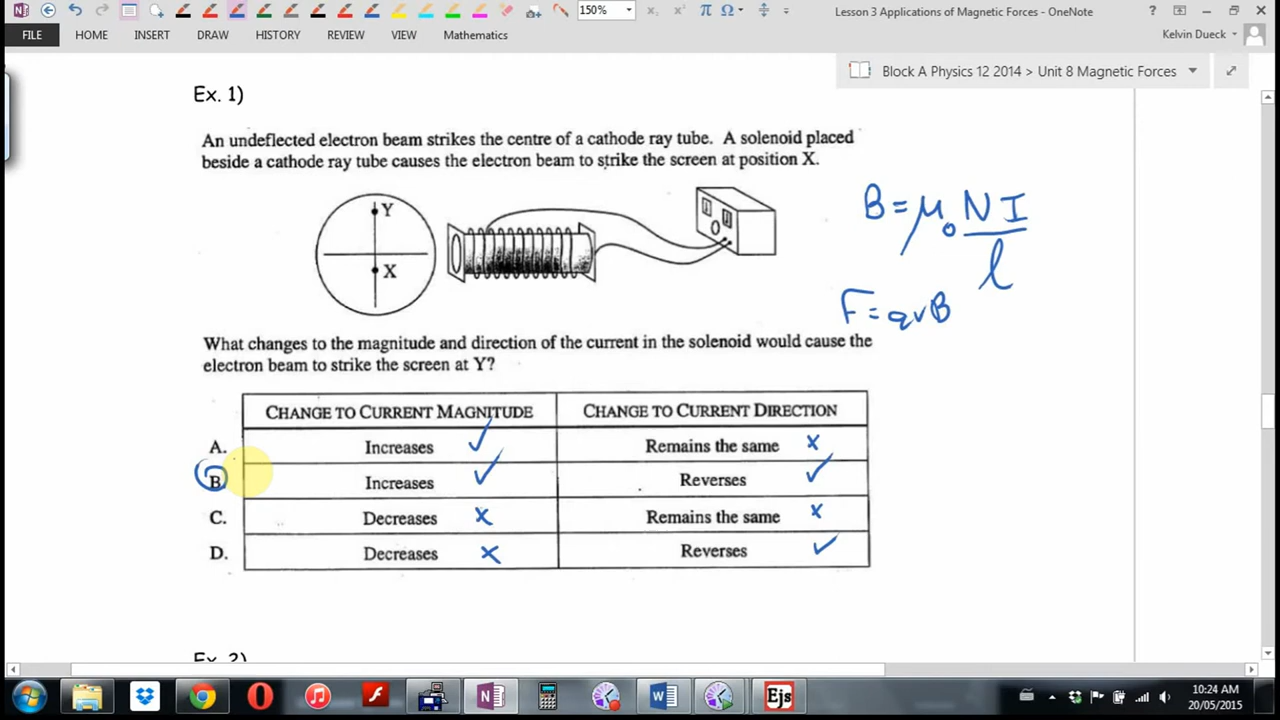 150%
x₂ x² π Ω
Lesson 3 Applications of Magnetic Forces - OneNote
?
FILE HOME INSERT DRAW HISTORY REVIEW VIEW Mathematics
Kelvin Dueck
Block A Physics 12 2014 > Unit 8 Magnetic Forces
Ex. 1)
An undeflected electron beam strikes the centre of a cathode ray tube. A solenoid placed
beside a cathode ray tube causes the electron beam to strike the screen at position X.
Y
X
B = μ₀ N I
l
F = qvB
What changes to the magnitude and direction of the current in the solenoid would cause the
electron beam to strike the screen at Y?
CHANGE TO CURRENT MAGNITUDE CHANGE TO CURRENT DIRECTION
A. Increases ✓ Remains the same x
B. Increases ✓ Reverses ✓
C. Decreases x Remains the same x
D. Decreases x Reverses ✓
Ex. 2)
Ejs
10:24 AM
20/05/2015